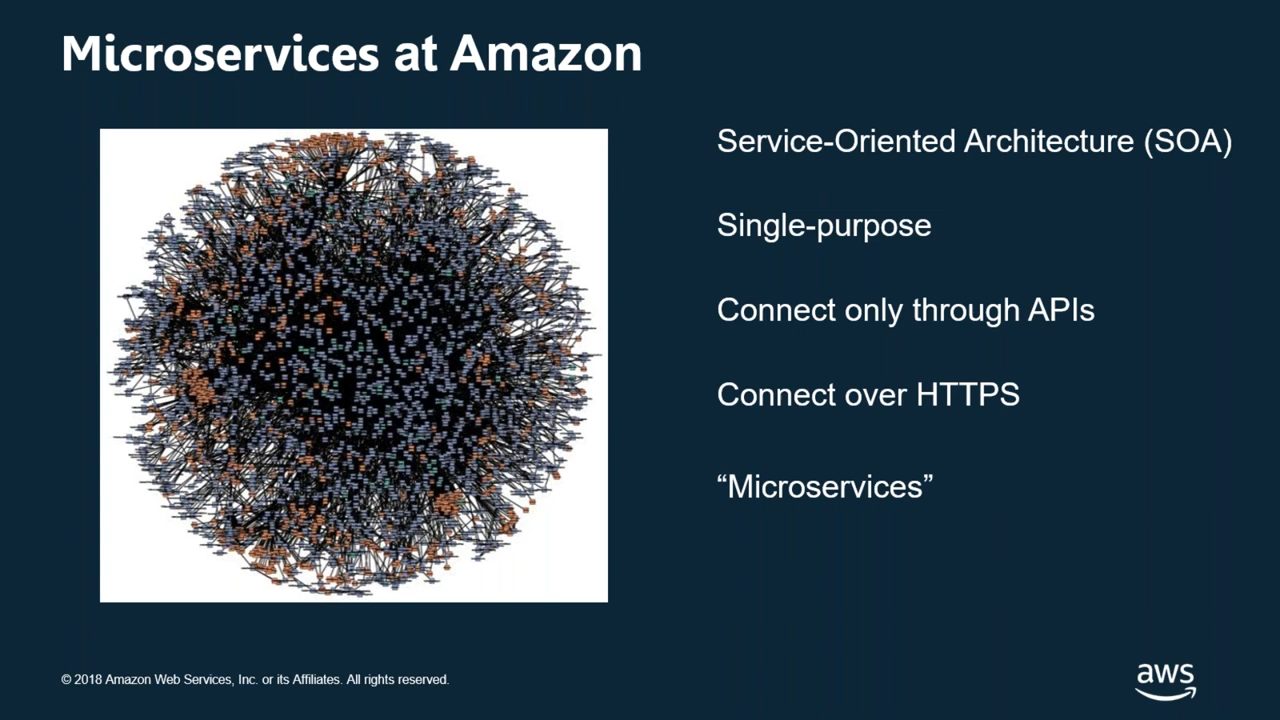 Microservices at Amazon
Service-Oriented Architecture (SOA)
Single-purpose
Connect only through APIs
Connect over HTTPS
“Microservices”
© 2018 Amazon Web Services, Inc. or its Affiliates. All rights reserved.
aws